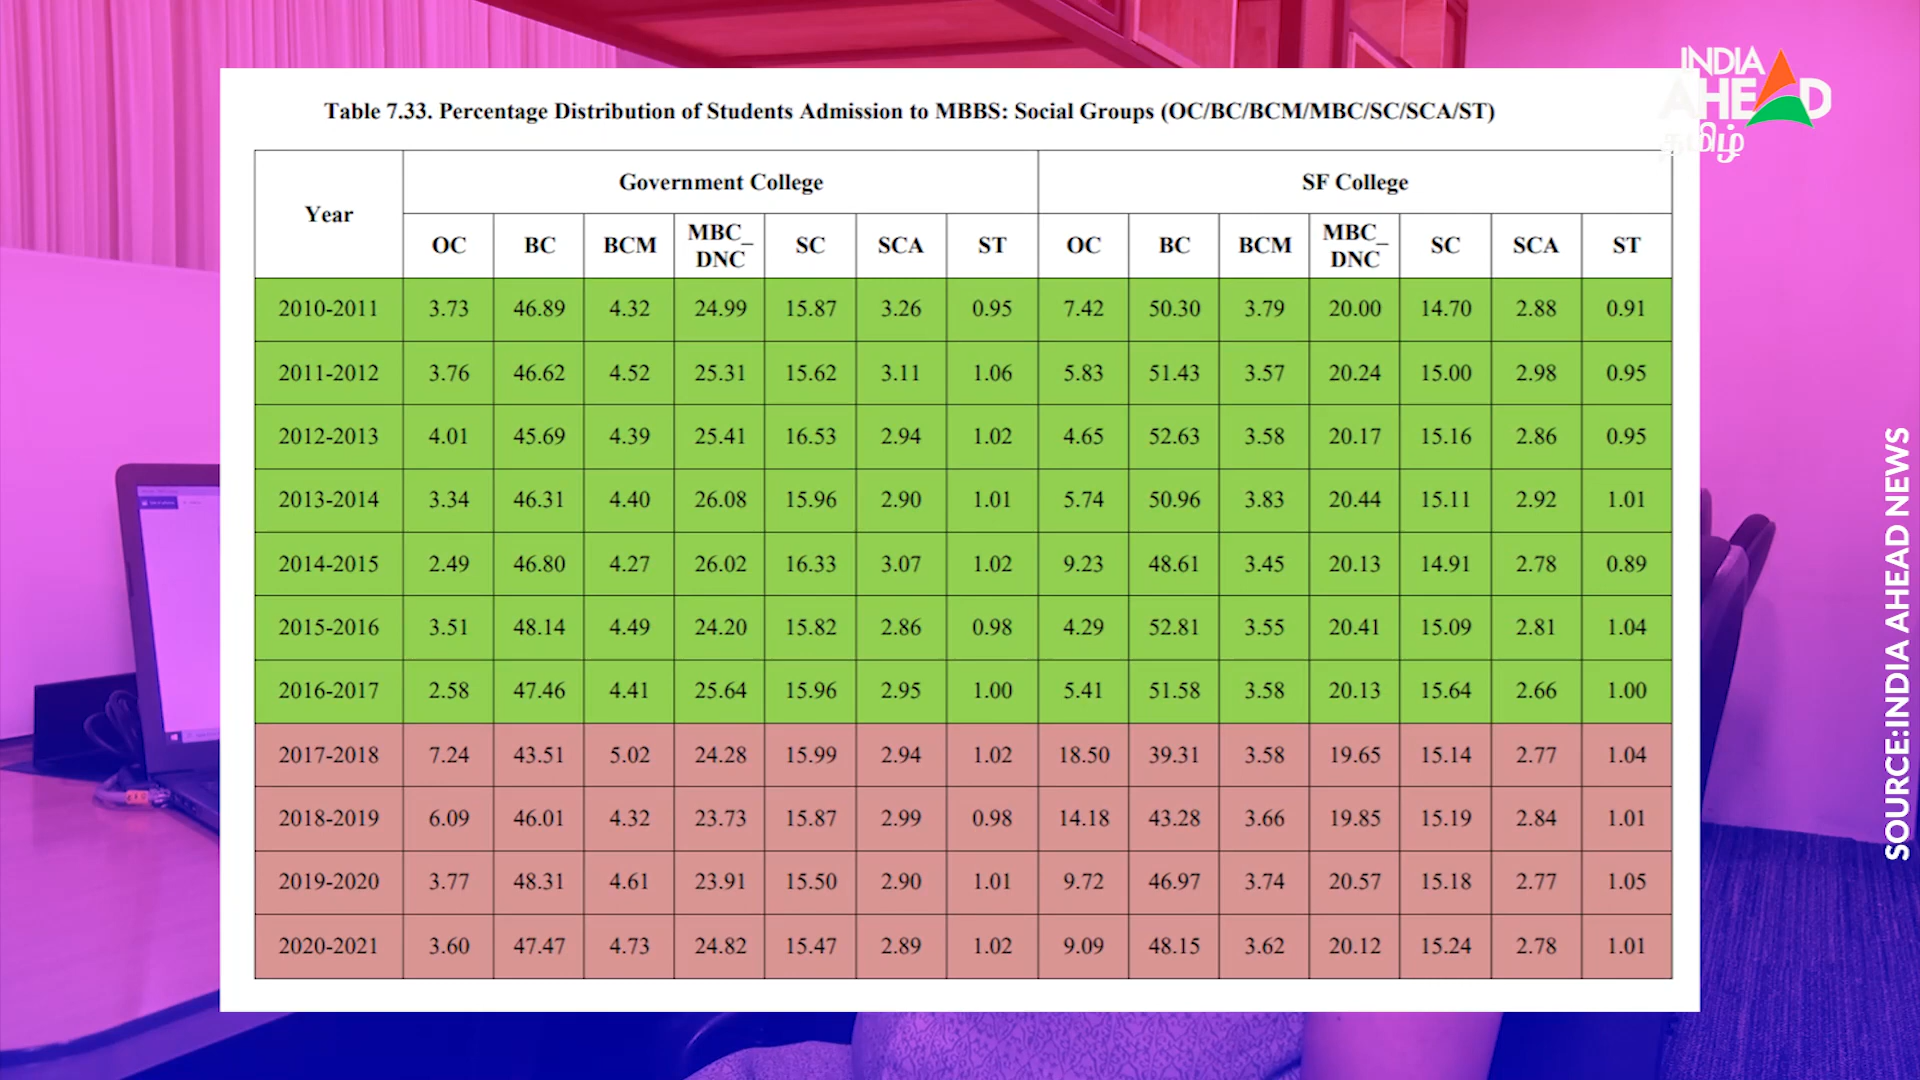 INDIA
AHEAD
தமிழ்
Table 7.33. Percentage Distribution of Students Admission to MBBS: Social Groups (OC/BC/BCM/MBC/SC/SCA/ST)
Year Government College SF College
OC BC BCM MBC_ DNC SC SCA ST OC BC BCM MBC_ DNC SC SCA ST
2010-2011 3.73 46.89 4.32 24.99 15.87 3.26 0.95 7.42 50.30 3.79 20.00 14.70 2.88 0.91
2011-2012 3.76 46.62 4.52 25.31 15.62 3.11 1.06 5.83 51.43 3.57 20.24 15.00 2.98 0.95
2012-2013 4.01 45.69 4.39 25.41 16.53 2.94 1.02 4.65 52.63 3.58 20.17 15.16 2.86 0.95
2013-2014 3.34 46.31 4.40 26.08 15.96 2.90 1.01 5.74 50.96 3.83 20.44 15.11 2.92 1.01
2014-2015 2.49 46.80 4.27 26.02 16.33 3.07 1.02 9.23 48.61 3.45 20.13 14.91 2.78 0.89
2015-2016 3.51 48.14 4.49 24.20 15.82 2.86 0.98 4.29 52.81 3.55 20.41 15.09 2.81 1.04
2016-2017 2.58 47.46 4.41 25.64 15.96 2.95 1.00 5.41 51.58 3.58 20.13 15.64 2.66 1.00
2017-2018 7.24 43.51 5.02 24.28 15.99 2.94 1.02 18.50 39.31 3.58 19.65 15.14 2.77 1.04
2018-2019 6.09 46.01 4.32 23.73 15.87 2.99 0.98 14.18 43.28 3.66 19.85 15.19 2.84 1.01
2019-2020 3.77 48.31 4.61 23.91 15.50 2.90 1.01 9.72 46.97 3.74 20.57 15.18 2.77 1.05
2020-2021 3.60 47.47 4.73 24.82 15.47 2.89 1.02 9.09 48.15 3.62 20.12 15.24 2.78 1.01
SOURCE:INDIA AHEAD NEWS